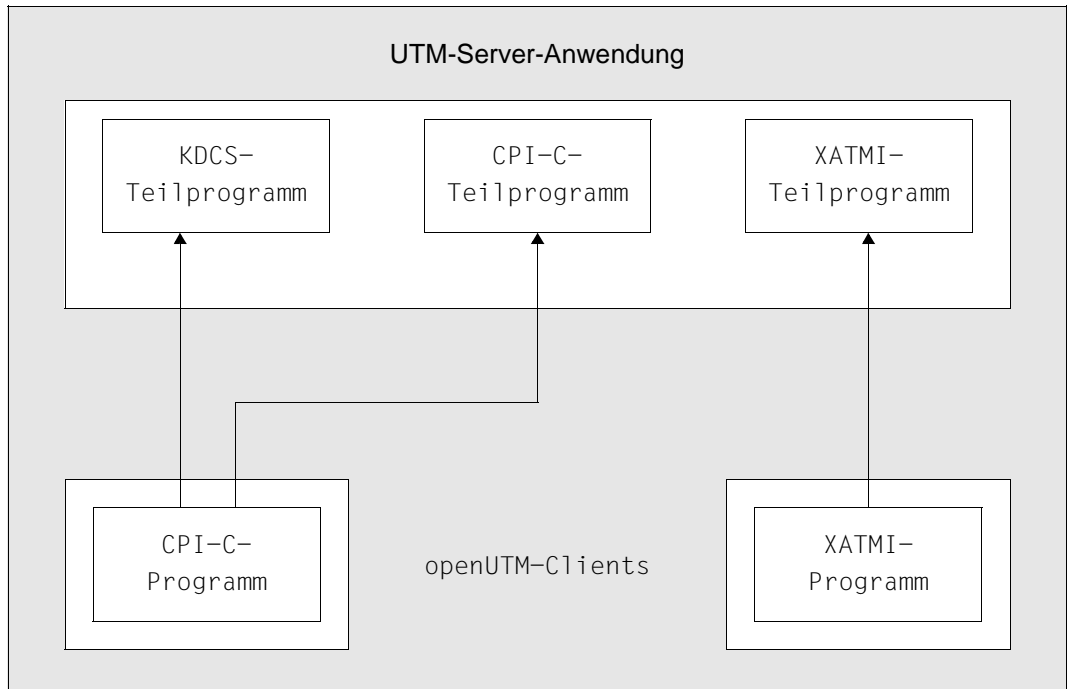 UTM-Server-Anwendung
KDCS-
Teilprogramm
CPI-C-
Teilprogramm
XATMI-
Teilprogramm
CPI-C-
Programm
openUTM-Clients
XATMI-
Programm